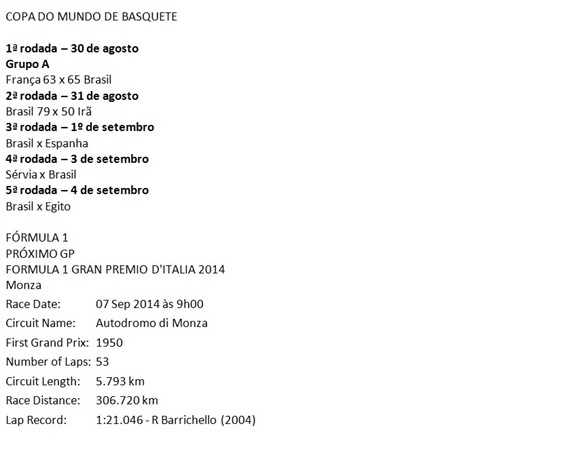 COPA DO MUNDO DE BASQUETE
1ª rodada – 30 de agosto
Grupo A
França 63 x 65 Brasil
2ª rodada – 31 de agosto
Brasil 79 x 50 Irã
3ª rodada – 1º de setembro
Brasil x Espanha
4ª rodada – 3 de setembro
Sérvia x Brasil
5ª rodada – 4 de setembro
Brasil x Egito
FÓRMULA 1
PRÓXIMO GP
FORMULA 1 GRAN PREMIO D'ITALIA 2014
Monza
Race Date: 07 Sep 2014 às 9h00
Circuit Name: Autodromo di Monza
First Grand Prix: 1950
Number of Laps: 53
Circuit Length: 5.793 km
Race Distance: 306.720 km
Lap Record: 1:21.046 - R Barrichello (2004)